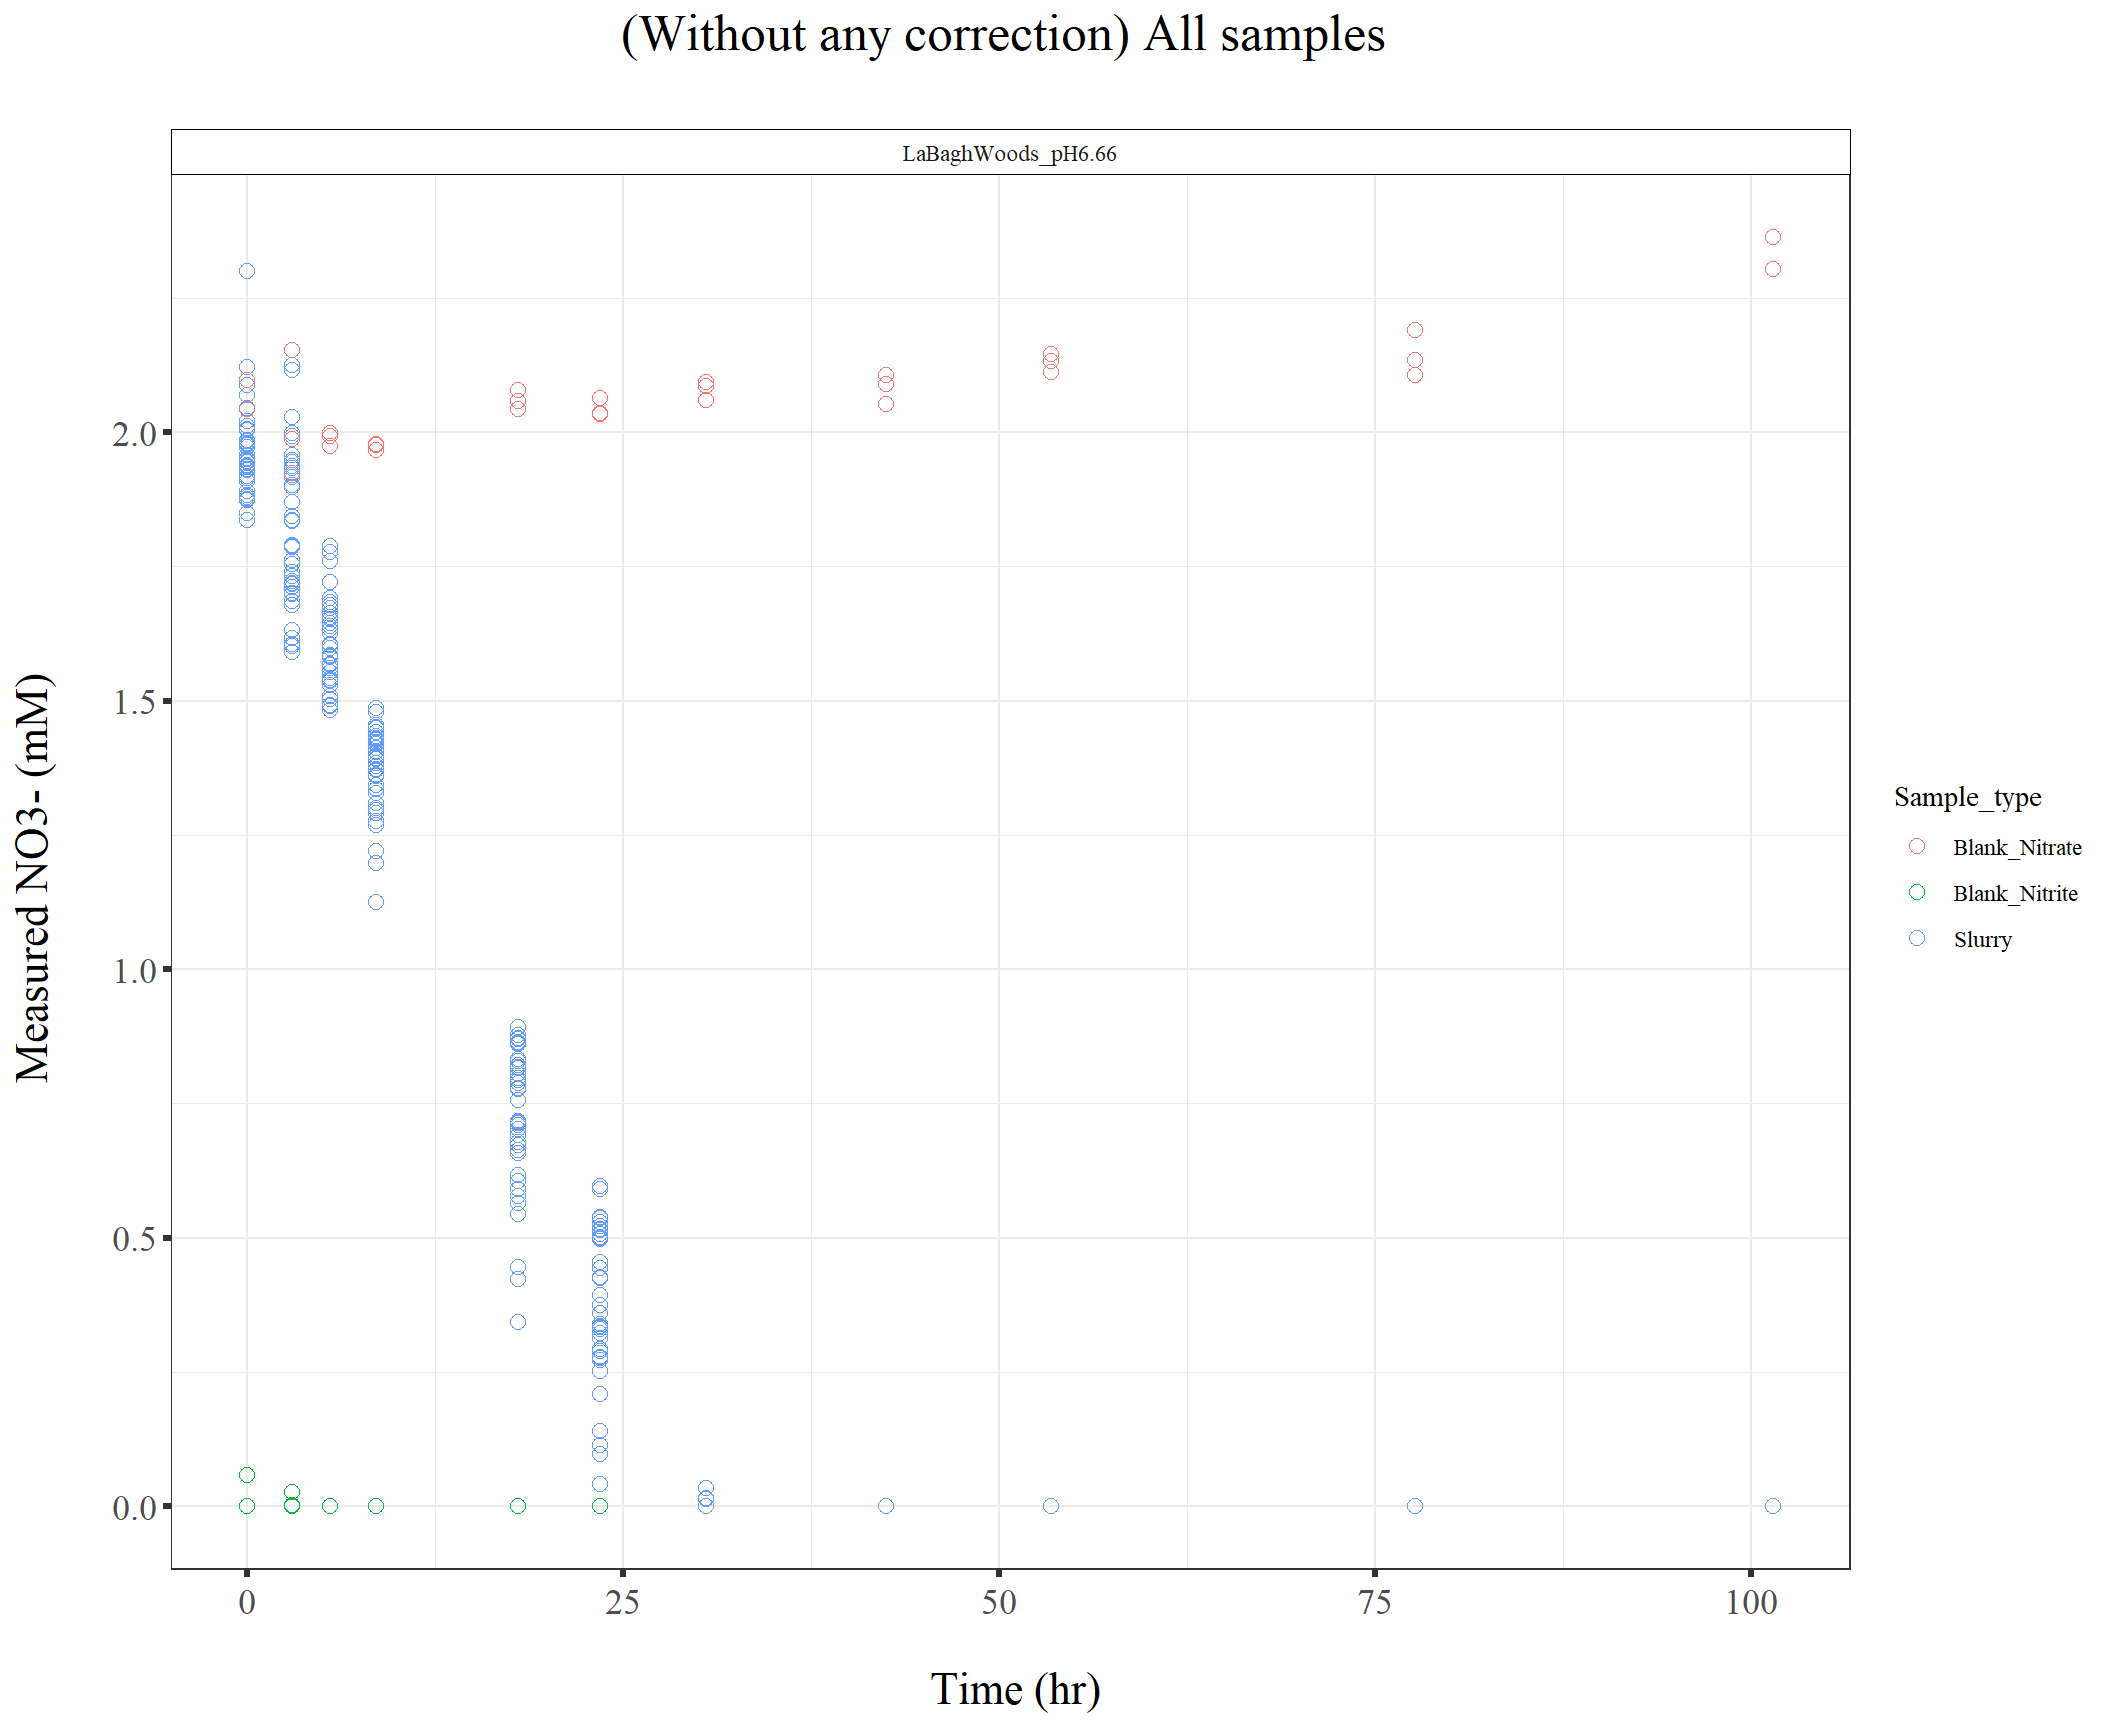 (Without any correction) All samples
LaBaghWoods_pH6.66
Measured NO3- (mM)
2.0
1.5
1.0
0.5
0.0
0
25
50
75
100
Time (hr)
Sample_type
Blank_Nitrate
Blank_Nitrite
Slurry